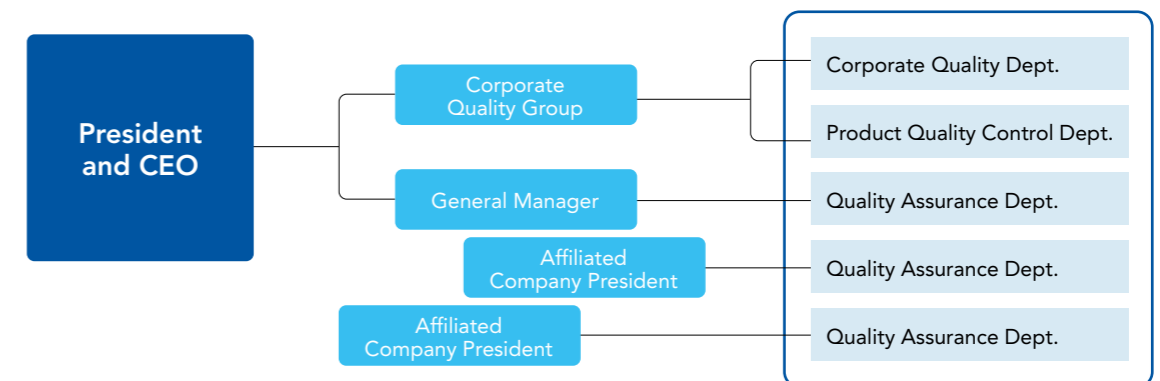 President
and CEO
Corporate
Quality Group
General Manager
Affiliated
Company President
Affiliated
Company President
Corporate Quality Dept.
Product Quality Control Dept.
Quality Assurance Dept.
Quality Assurance Dept.
Quality Assurance Dept.